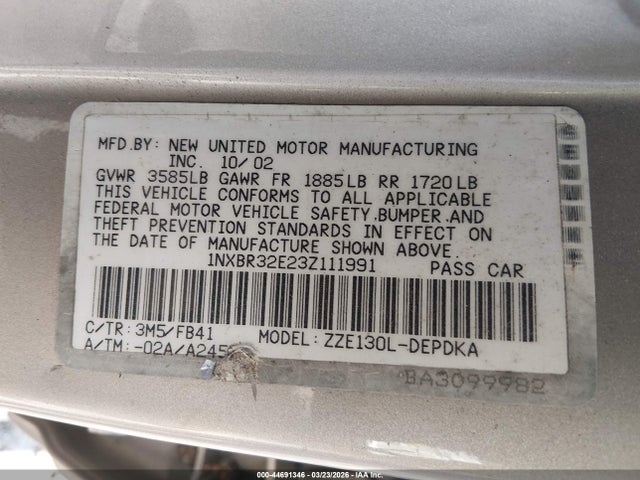 MFD.BY: NEW UNITED MOTOR MANUFACTURING
INC. 10/02
GVWR 3585LB GAWR FR 1885LB RR 1720LB
THIS VEHICLE CONFORMS TO ALL APPLICABLE
FEDERAL MOTOR VEHICLE SAFETY,BUMPER,AND
THEFT PREVENTION STANDARDS IN EFFECT ON
THE DATE OF MANUFACTURE SHOWN ABOVE.
1NXBR32E23Z111991 PASS CAR
C/TR: 3M5/FB41 MODEL: ZZE130L-DEPDKA
A/TM:-02A/A245
BA3099982
000-44691346 - 03/23/2026 - IAAI.COM